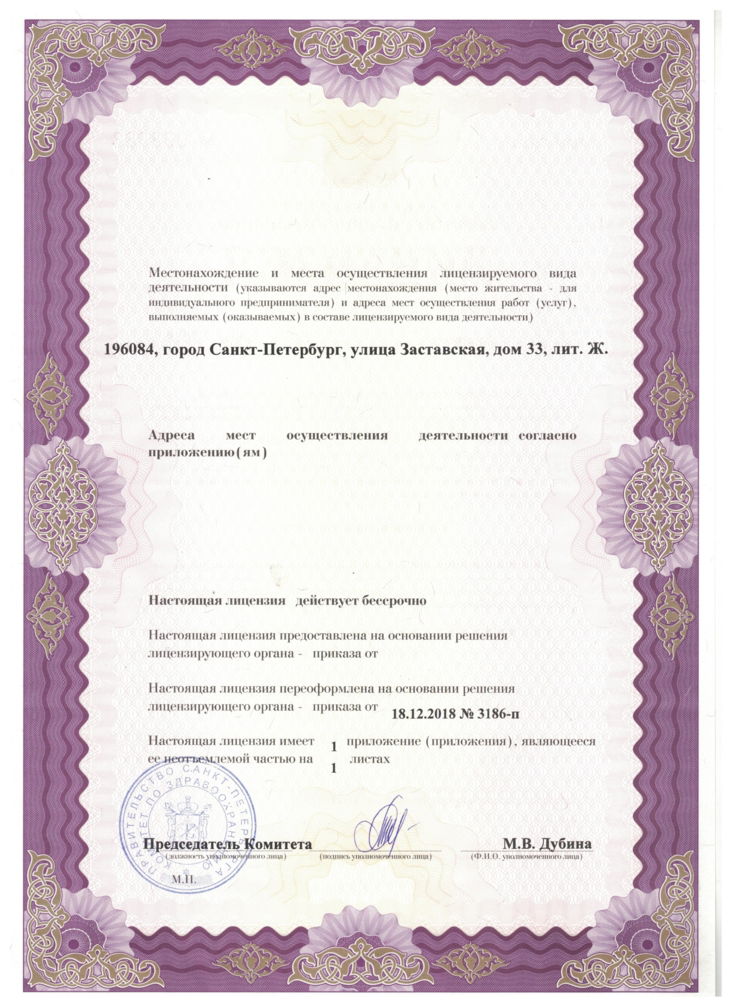 Местонахождение и места осуществления лицензируемого вида
деятельности (указываются адрес местонахождения (место жительства - для
индивидуального предпринимателя) и адреса мест осуществления работ (услуг),
выполняемых (оказываемых) в составе лицензируемого вида деятельности)
196084, город Санкт-Петербург, улица Заставская, дом 33, лит. Ж.
Адреса мест осуществления деятельности согласно
приложению(ям)
Настоящая лицензия действует бессрочно
Настоящая лицензия предоставлена на основании решения
лицензирующего органа - приказа от
Настоящая лицензия переоформлена на основании решения
лицензирующего органа - приказа от 18.12.2018 № 3186-п
Настоящая лицензия имеет 1 приложение (приложения), являющееся
ее неотъемлемой частью на 1 листах
ПРАВИТЕЛЬСТВО САНКТ-ПЕТЕРБУРГА
КОМИТЕТ ПО ЗДРАВООХРАНЕНИЮ
Председатель Комитета М.В. Дубина
(должность уполномоченного лица) (подпись уполномоченного лица) (Ф.И.О. уполномоченного лица)
М.П.